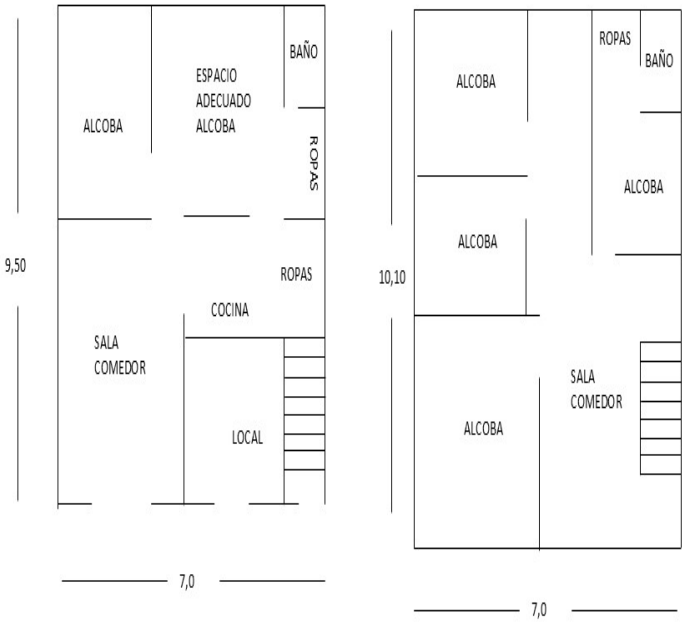 BAÑO
ESPACIO
ADECUADO
ALCOBA
ALCOBA
ROPAS
9,50
ROPAS
COCINA
SALA
COMEDOR
LOCAL
7,0
ROPAS
BAÑO
ALCOBA
ALCOBA
ALCOBA
10,10
SALA
COMEDOR
ALCOBA
7,0